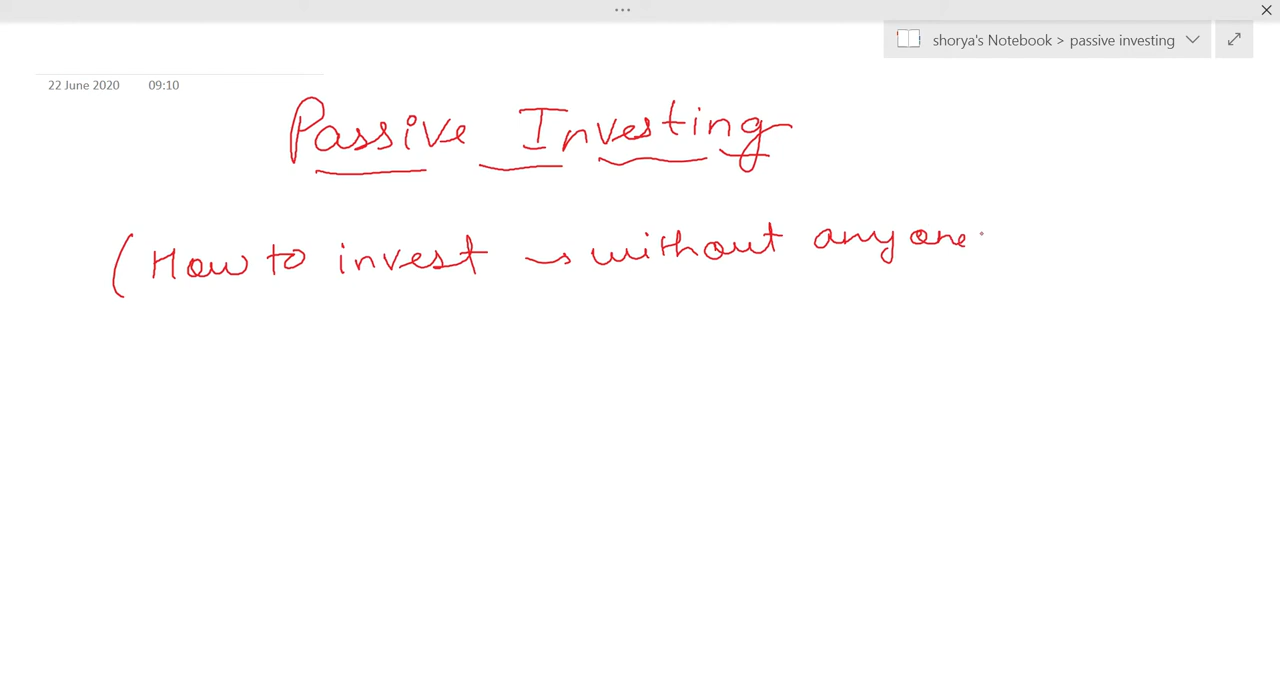 ...
shorya's Notebook > passive investing
22 June 2020 09:10
Passive Investing
(How to invest → without anyone